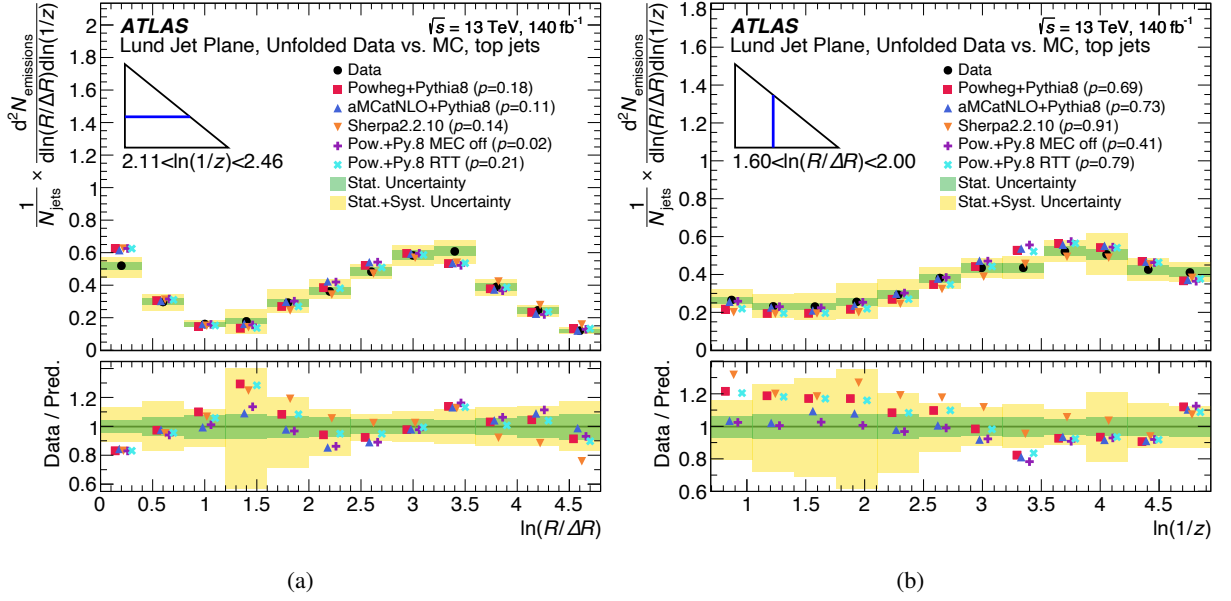 ATLAS
√s = 13 TeV, 140 fb⁻¹
Lund Jet Plane, Unfolded Data vs. MC, top jets
Data
Powheg+Pythia8 (p=0.18)
aMCatNLO+Pythia8 (p=0.11)
Sherpa2.2.10 (p=0.14)
Pow.+Py.8 MEC off (p=0.02)
Pow.+Py.8 RTT (p=0.21)
Stat. Uncertainty
Stat.+Syst. Uncertainty
2.11<ln(1/z)<2.46
1/N_jets × d²N_emissions/dln(R/ΔR)dln(1/z)
2
1.8
1.6
1.4
1.2
1
0.8
0.6
0.4
0.2
0
Data / Pred.
1.2
1
0.8
0.6
0 0.5 1 1.5 2 2.5 3 3.5 4 4.5
ln(R/ΔR)
(a)
ATLAS
√s = 13 TeV, 140 fb⁻¹
Lund Jet Plane, Unfolded Data vs. MC, top jets
Data
Powheg+Pythia8 (p=0.69)
aMCatNLO+Pythia8 (p=0.73)
Sherpa2.2.10 (p=0.91)
Pow.+Py.8 MEC off (p=0.41)
Pow.+Py.8 RTT (p=0.79)
Stat. Uncertainty
Stat.+Syst. Uncertainty
1.60<ln(R/ΔR)<2.00
1/N_jets × d²N_emissions/dln(R/ΔR)dln(1/z)
1.8
1.6
1.4
1.2
1
0.8
0.6
0.4
0.2
0
Data / Pred.
1.2
1
0.8
0.6
1 1.5 2 2.5 3 3.5 4 4.5
ln(1/z)
(b)